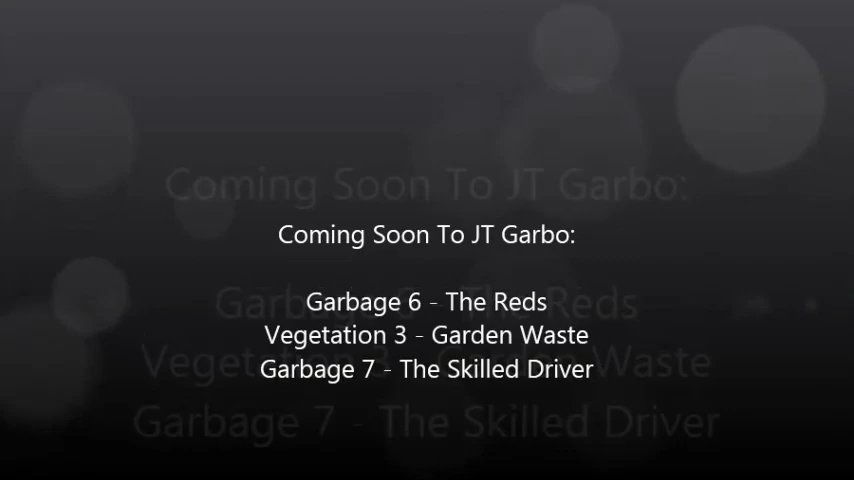 Coming Soon To JT Garbo:
Garbage 6 - The Reds
Vegetation 3 - Garden Waste
Garbage 7 - The Skilled Driver